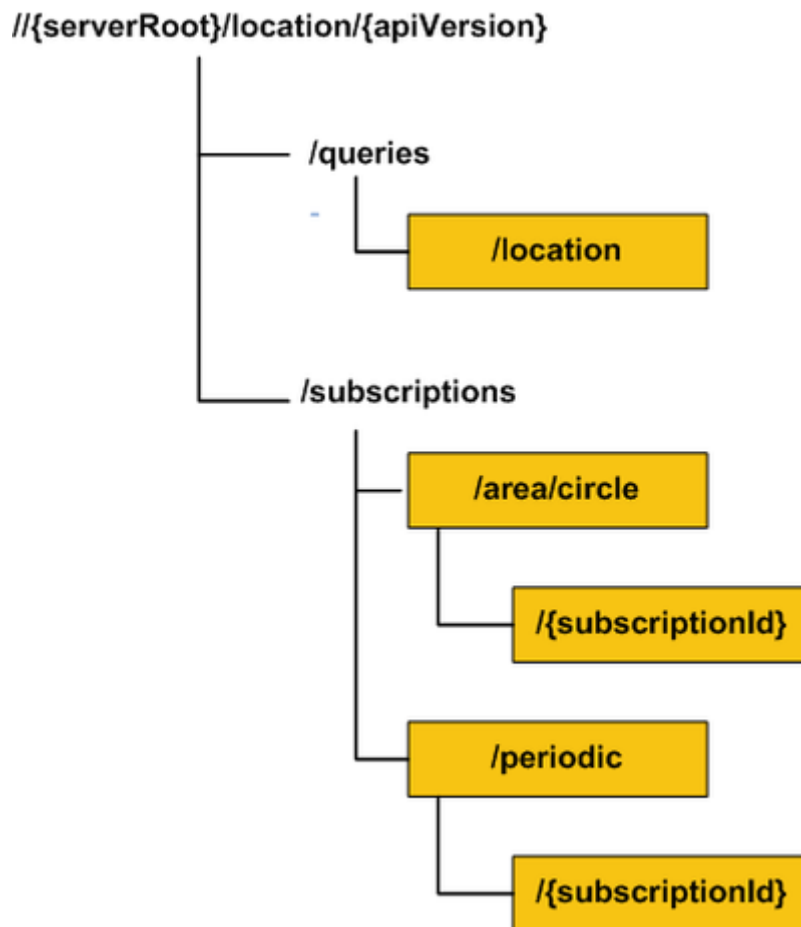 //{serverRoot}/location/{apiVersion}
/queries
/location
/subscriptions
/area/circle
/{subscriptionId}
/periodic
/{subscriptionId}